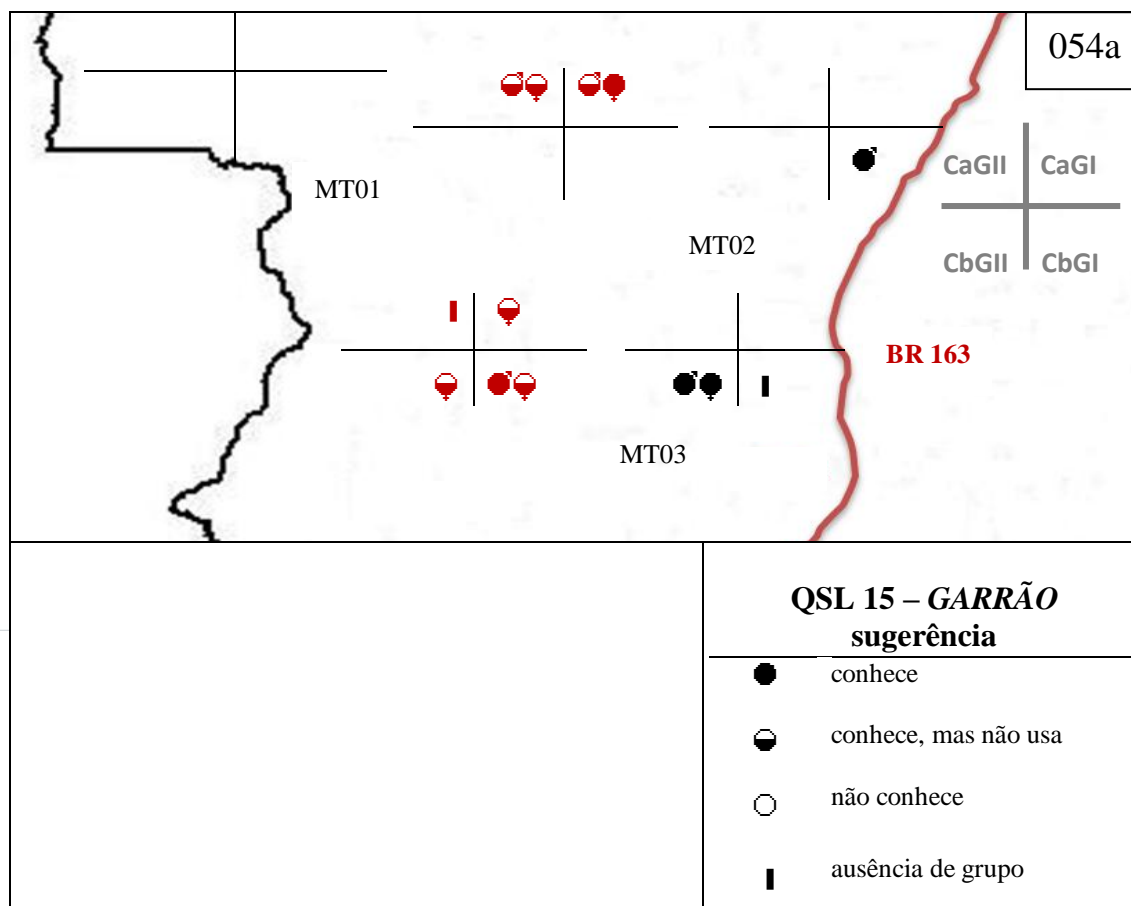 054a
CaGII CaGI
MT01
MT02
CbGII CbGI
BR 163
MT03
QSL 15 – GARRÃO
sugerência
conhece
conhece, mas não usa
não conhece
ausência de grupo